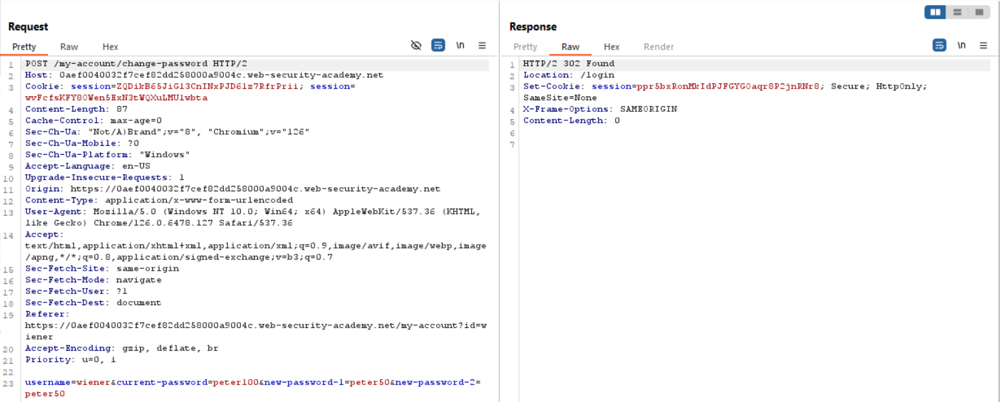 Request
Pretty Raw Hex \n
1 POST /my-account/change-password HTTP/2
2 Host: 0aef0040032f7cef82dd258000a9004c.web-security-academy.net
3 Cookie: session=ZQDikB65JiGl3CnINxPJD6lz7RfrPrii; session=
wvFcfsKFY80Wen5ExN3tWQXuLMU1wbta
4 Content-Length: 87
5 Cache-Control: max-age=0
6 Sec-Ch-Ua: "Not/A)Brand";v="8", "Chromium";v="126"
7 Sec-Ch-Ua-Mobile: ?0
8 Sec-Ch-Ua-Platform: "Windows"
9 Accept-Language: en-US
10 Upgrade-Insecure-Requests: 1
11 Origin: https://0aef0040032f7cef82dd258000a9004c.web-security-academy.net
12 Content-Type: application/x-www-form-urlencoded
13 User-Agent: Mozilla/5.0 (Windows NT 10.0; Win64; x64) AppleWebKit/537.36 (KHTML,
like Gecko) Chrome/126.0.6478.127 Safari/537.36
14 Accept:
text/html,application/xhtml+xml,application/xml;q=0.9,image/avif,image/webp,image
/apng,*/*;q=0.8,application/signed-exchange;v=b3;q=0.7
15 Sec-Fetch-Site: same-origin
16 Sec-Fetch-Mode: navigate
17 Sec-Fetch-User: ?1
18 Sec-Fetch-Dest: document
19 Referer:
https://0aef0040032f7cef82dd258000a9004c.web-security-academy.net/my-account?id=w
iener
20 Accept-Encoding: gzip, deflate, br
21 Priority: u=0, i
22
23 username=wiener&current-password=peter100&new-password-1=peter50&new-password-2=
peter50
Response
Pretty Raw Hex Render \n
1 HTTP/2 302 Found
2 Location: /login
3 Set-Cookie: session=ppr5bxRonMkIdPJFGYG0aqr8P2jnRNr8; Secure; HttpOnly;
SameSite=None
4 X-Frame-Options: SAMEORIGIN
5 Content-Length: 0
6
7